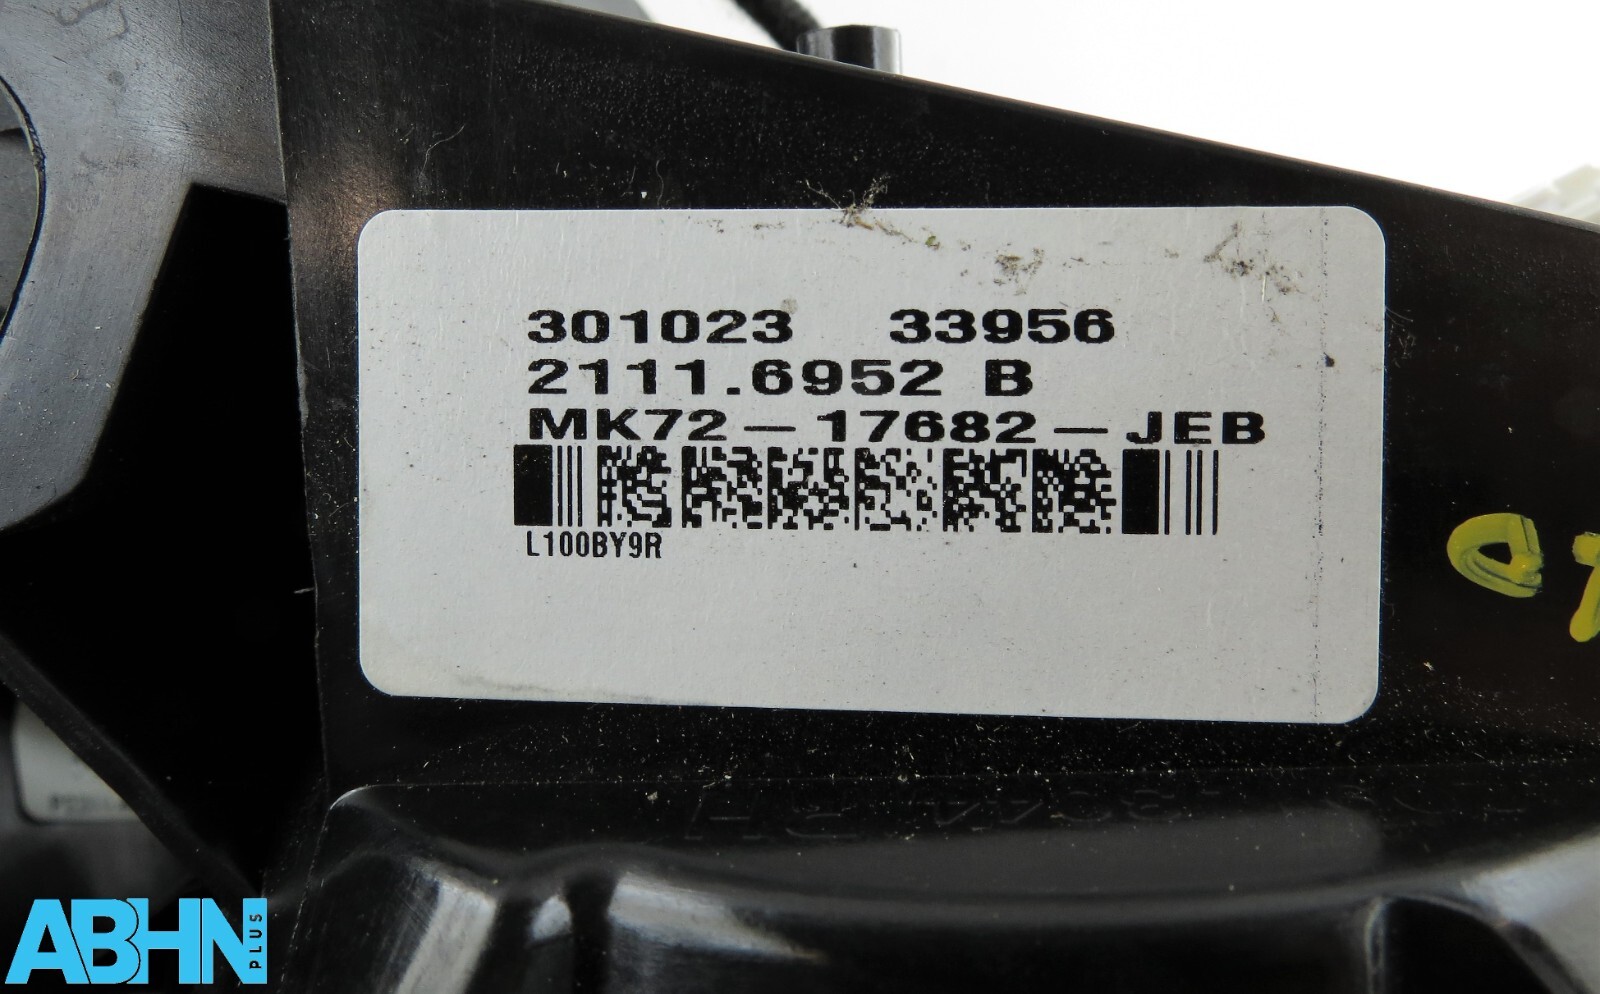 301023 33956
2111.6952 B
MK72-17682-JEB
L100BY9R
ABHN PLUS